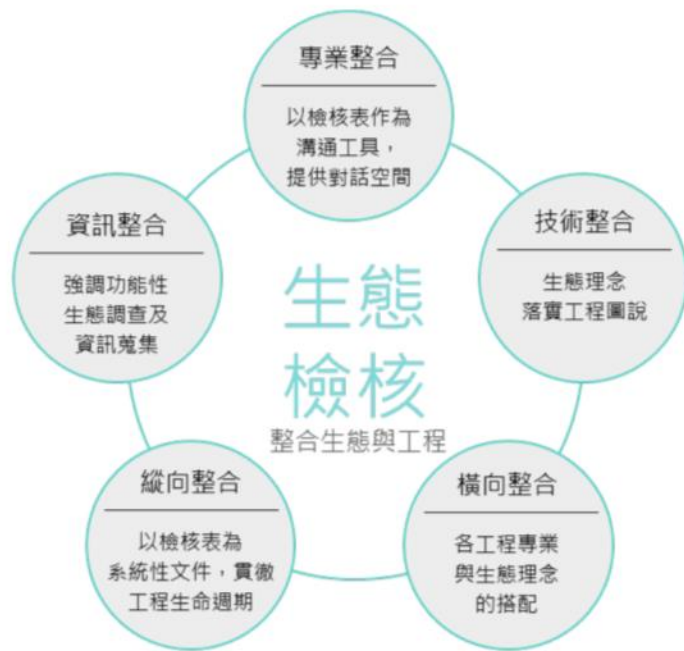 專業整合
以檢核表作為
溝通工具，
提供對話空間
資訊整合
強調功能性
生態調查及
資訊蒐集
技術整合
生態理念
落實工程圖說
生態
檢核
整合生態與工程
縱向整合
以檢核表為
系統性文件，貫徹
工程生命週期
橫向整合
各工程專業
與生態理念
的搭配